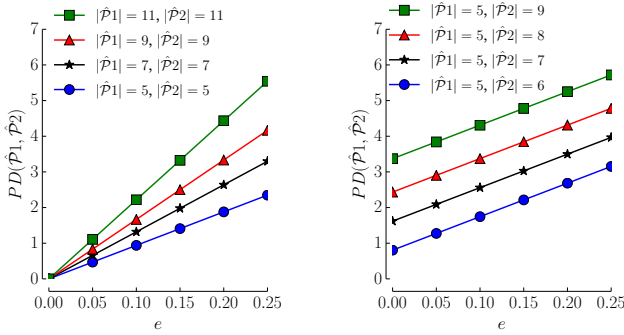 |P̂1| = 11, |P̂2| = 11
|P̂1| = 9, |P̂2| = 9
|P̂1| = 7, |P̂2| = 7
|P̂1| = 5, |P̂2| = 5
PD(P̂1, P̂2)
7
6
5
4
3
2
1
0
0.00 0.05 0.10 0.15 0.20 0.25
e
|P̂1| = 5, |P̂2| = 9
|P̂1| = 5, |P̂2| = 8
|P̂1| = 5, |P̂2| = 7
|P̂1| = 5, |P̂2| = 6
PD(P̂1, P̂2)
7
6
5
4
3
2
1
0
0.00 0.05 0.10 0.15 0.20 0.25
e